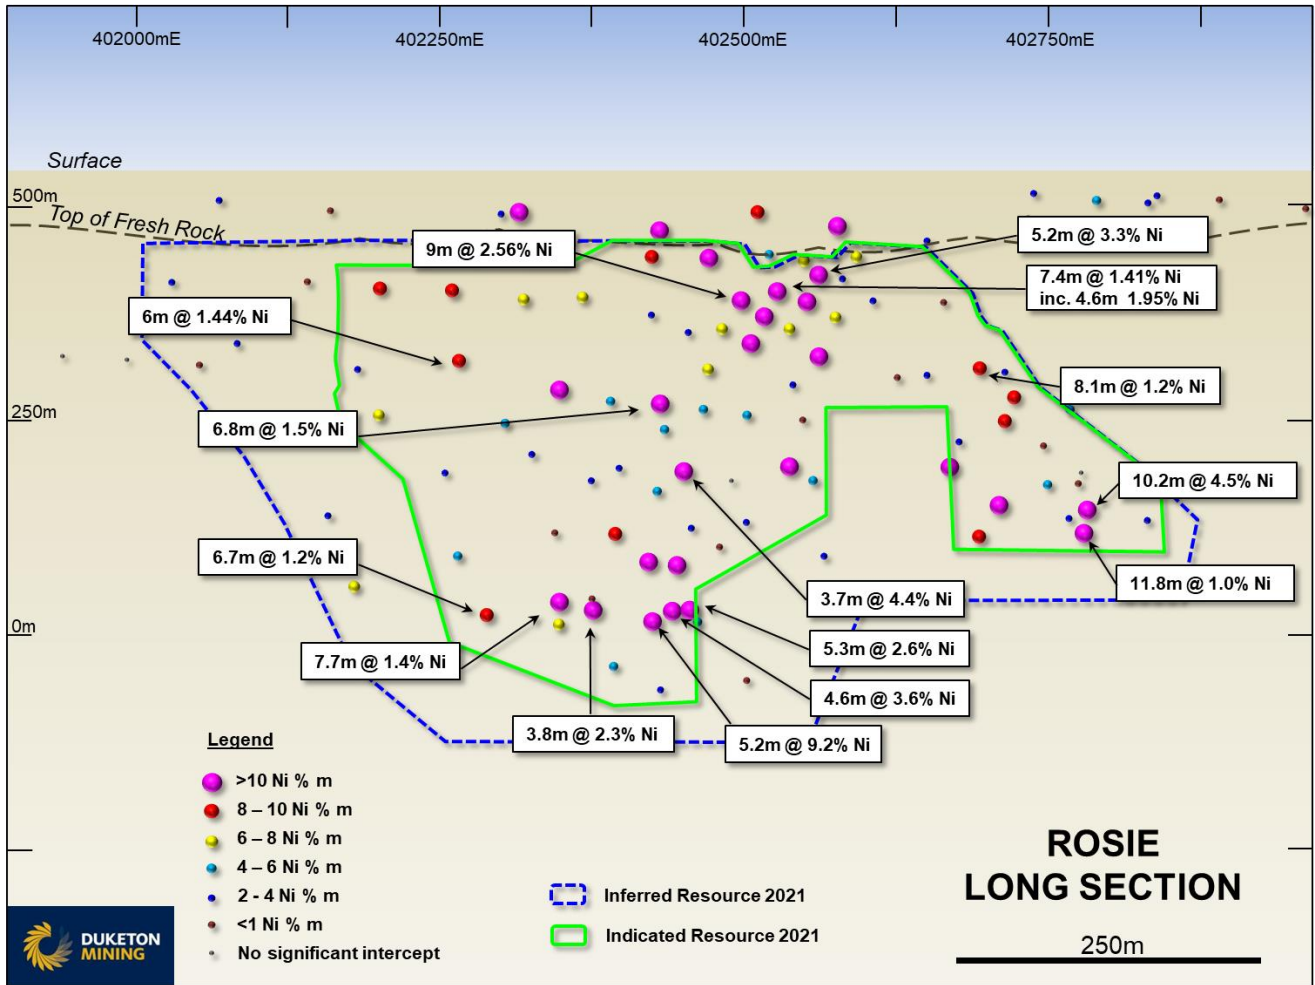 402000mE
402250mE
402500mE
402750mE
Surface
500m
Top of Fresh Rock
9m @ 2.56% Ni
5.2m @ 3.3% Ni
7.4m @ 1.41% Ni
inc. 4.6m  1.95% Ni
6m @ 1.44% Ni
8.1m @ 1.2% Ni
250m
6.8m @ 1.5% Ni
10.2m @ 4.5% Ni
6.7m @ 1.2% Ni
11.8m @ 1.0% Ni
3.7m @ 4.4% Ni
0m
5.3m @ 2.6% Ni
7.7m @ 1.4% Ni
4.6m @ 3.6% Ni
3.8m @ 2.3% Ni
5.2m @ 9.2% Ni
Legend
>10 Ni % m
8 – 10 Ni % m
6 – 8 Ni % m
4 – 6 Ni % m
2 - 4 Ni % m
<1 Ni % m
No significant intercept
Inferred Resource 2021
Indicated Resource 2021
ROSIE
LONG SECTION
250m
DUKETON
MINING